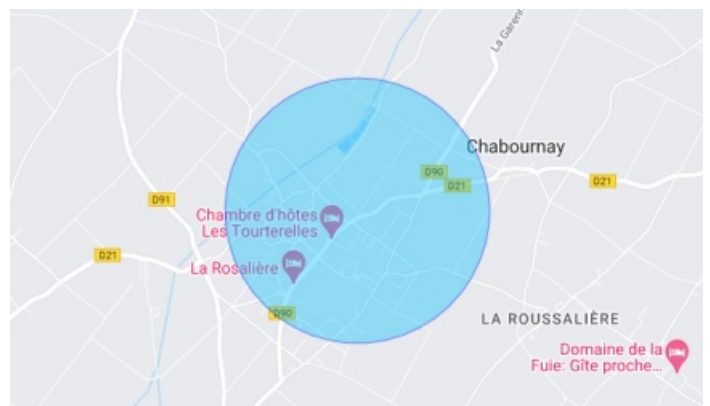 La Garen
Chabournay
D90
D21
D21
D91
Chambre d'hôtes
Les Tourterelles
D21
La Rosalière
D90
LA ROUSSALIÈRE
Domaine de la
Fuie: Gîte proche...